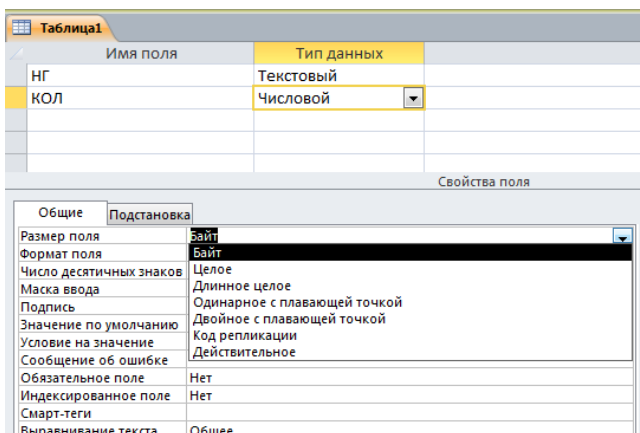 Таблица1
Имя поля Тип данных
НГ Текстовый
КОЛ Числовой
Свойства поля
Общие Подстановка
Размер поля Байт
Формат поля Байт
Число десятичных знаков Целое
Маска ввода Длинное целое
Подпись Одинарное с плавающей точкой
Значение по умолчанию Двойное с плавающей точкой
Условие на значение Код репликации
Сообщение об ошибке Действительное
Обязательное поле Нет
Индексированное поле Нет
Смарт-теги
Выравнивание текста Общее